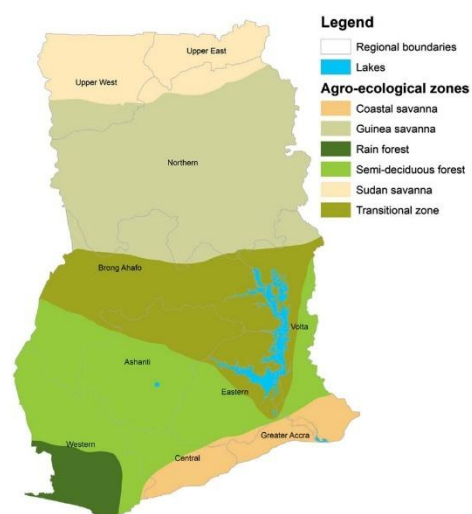 Legend
Regional boundaries
Lakes
Agro-ecological zones
Coastal savanna
Guinea savanna
Rain forest
Semi-deciduous forest
Sudan savanna
Transitional zone
Upper East
Upper West
Northern
Brong Ahafo
Volta
Ashanti
Eastern
Western
Greater Accra
Central